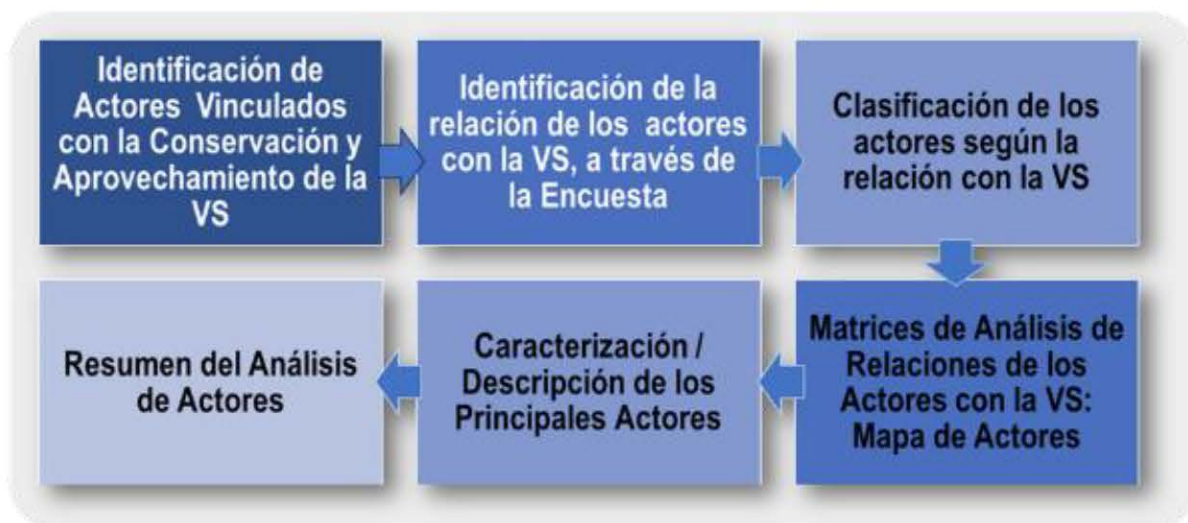 Identificación de
Actores Vinculados
con la Conservación y
Aprovechamiento de la
VS
Identificación de la
relación de los actores
con la VS, a través de
la Encuesta
Clasificación de los
actores según la
relación con la VS
Matrices de Análisis de
Relaciones de los
Actores con la VS:
Mapa de Actores
Caracterización /
Descripción de los
Principales Actores
Resumen del Análisis
de Actores